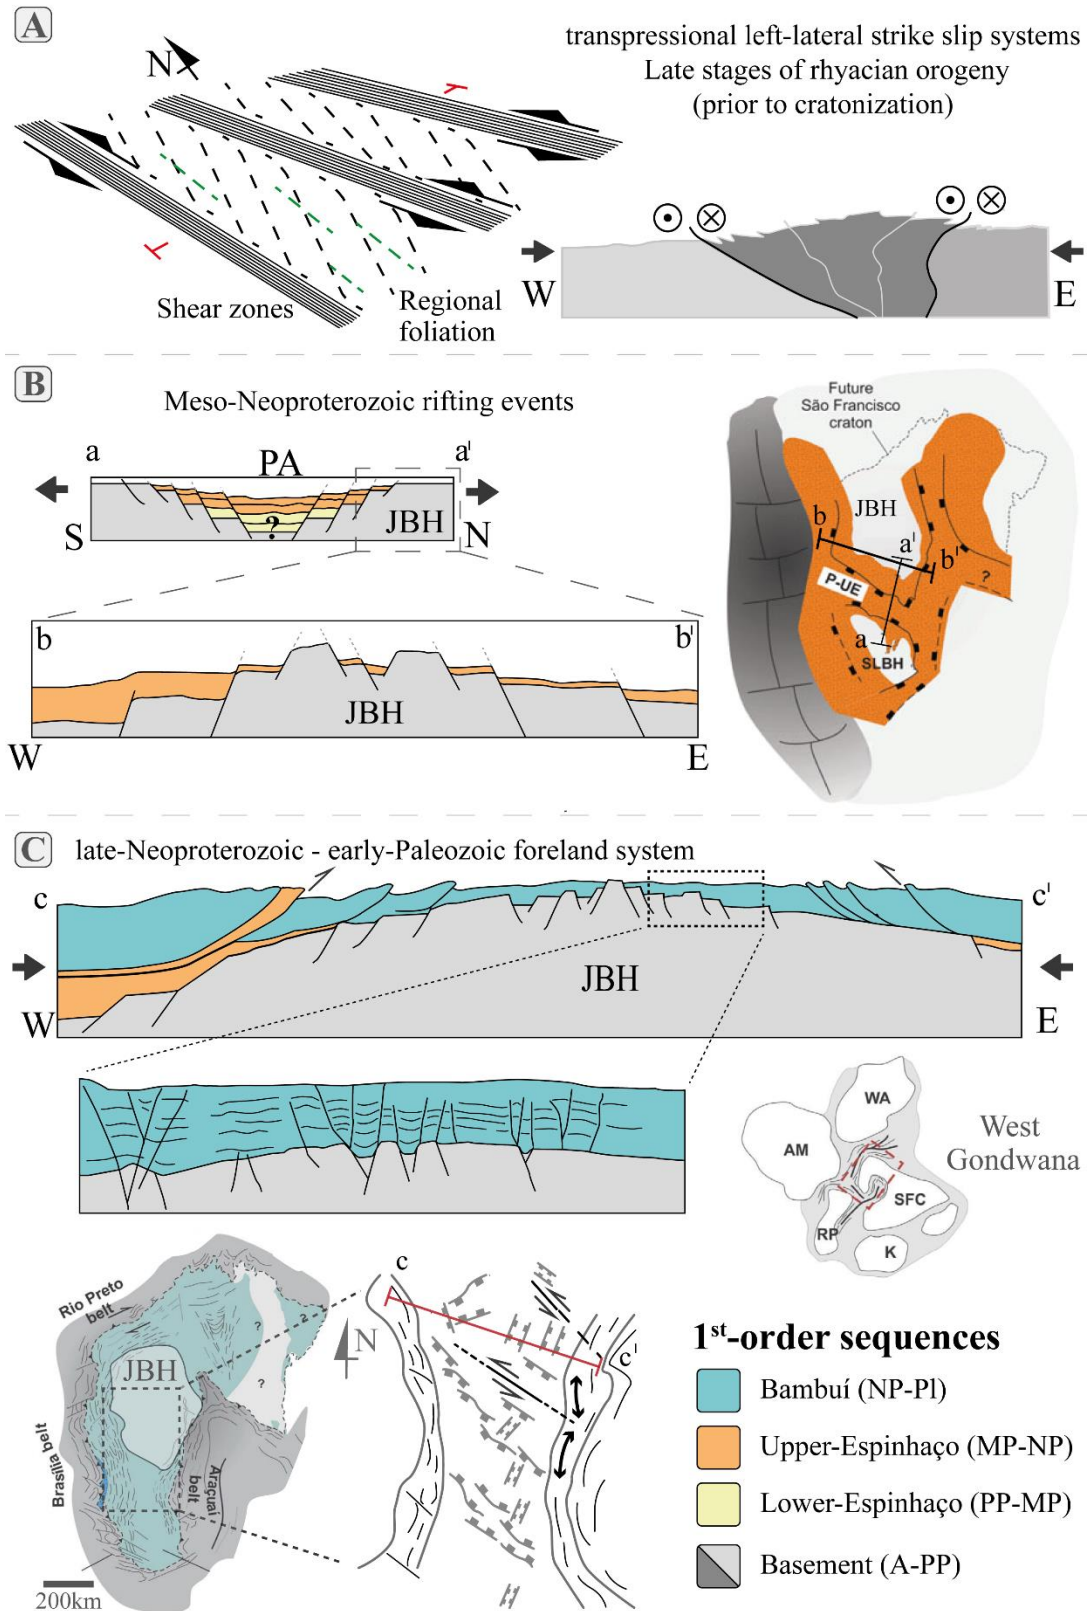 A
transpressional left-lateral strike slip systems
Late stages of rhyacian orogeny
(prior to cratonization)
N
Shear zones
Regional
foliation
W
E
B
Meso-Neoproterozoic rifting events
a
PA
a'
?
JBH
S
N
b
b'
JBH
W
E
Future
São Francisco
craton
JBH
b
a'
b'
P-UE
?
a
SLBH
C
late-Neoproterozoic - early-Paleozoic foreland system
c
c'
JBH
W
E
WA
AM
SFC
RP
K
West
Gondwana
Rio Preto
belt
JBH
?
?
?
Brasília belt
Araçuaí
belt
200km
N
c
c'
1st-order sequences
Bambuí (NP-Pl)
Upper-Espinhaço (MP-NP)
Lower-Espinhaço (PP-MP)
Basement (A-PP)